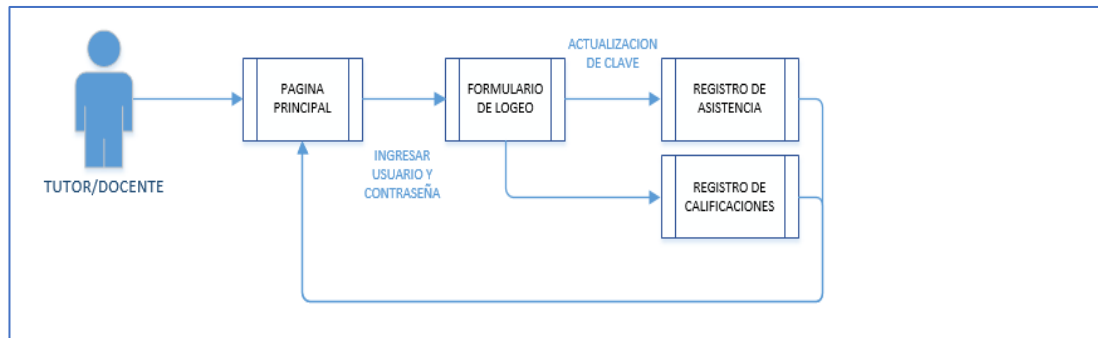 ACTUALIZACION
DE CLAVE
PAGINA
PRINCIPAL
FORMULARIO
DE LOGEO
REGISTRO DE
ASISTENCIA
INGRESAR
USUARIO Y
CONTRASEÑA
TUTOR/DOCENTE
REGISTRO DE
CALIFICACIONES